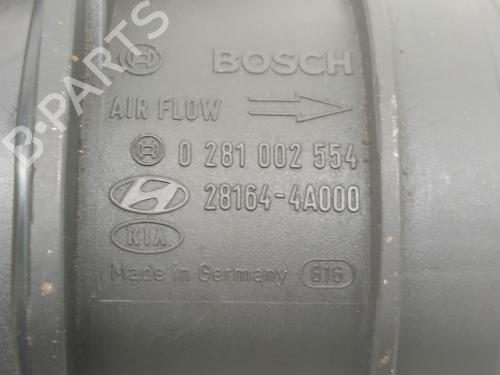 BOSCH
AIR FLOW
0 281 002 554
28164-4A000
KIA
Made in Germany 816
B-PARTS